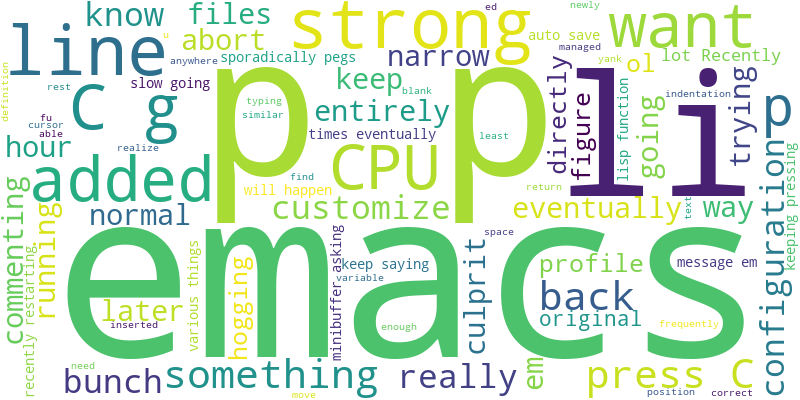 know files
abort
strong
want
ed
newly
line
u
anywhere
sporadically pegs
auto save
managed
narrow
ol
lot Recently
definition
rest
slow going
keep
blank
yank
C g
p p
li
p
fu
cursor
able
typing
similar
entirely
directly
figure
lisp function
going
indentation
trying
hour
realize
times eventually
least
added
CPU
find
will happen
return
normal
customize
eventually
way
text
configuration
keeping pressing
commenting
running
emacs
space
various things
hogging
minibuffer asking
keep saying
variable
culprit
profile
message em
back
position
later
original
inserted
enough
frequently
recently restarting
bunch
something
really
em
press C
need
move
correct